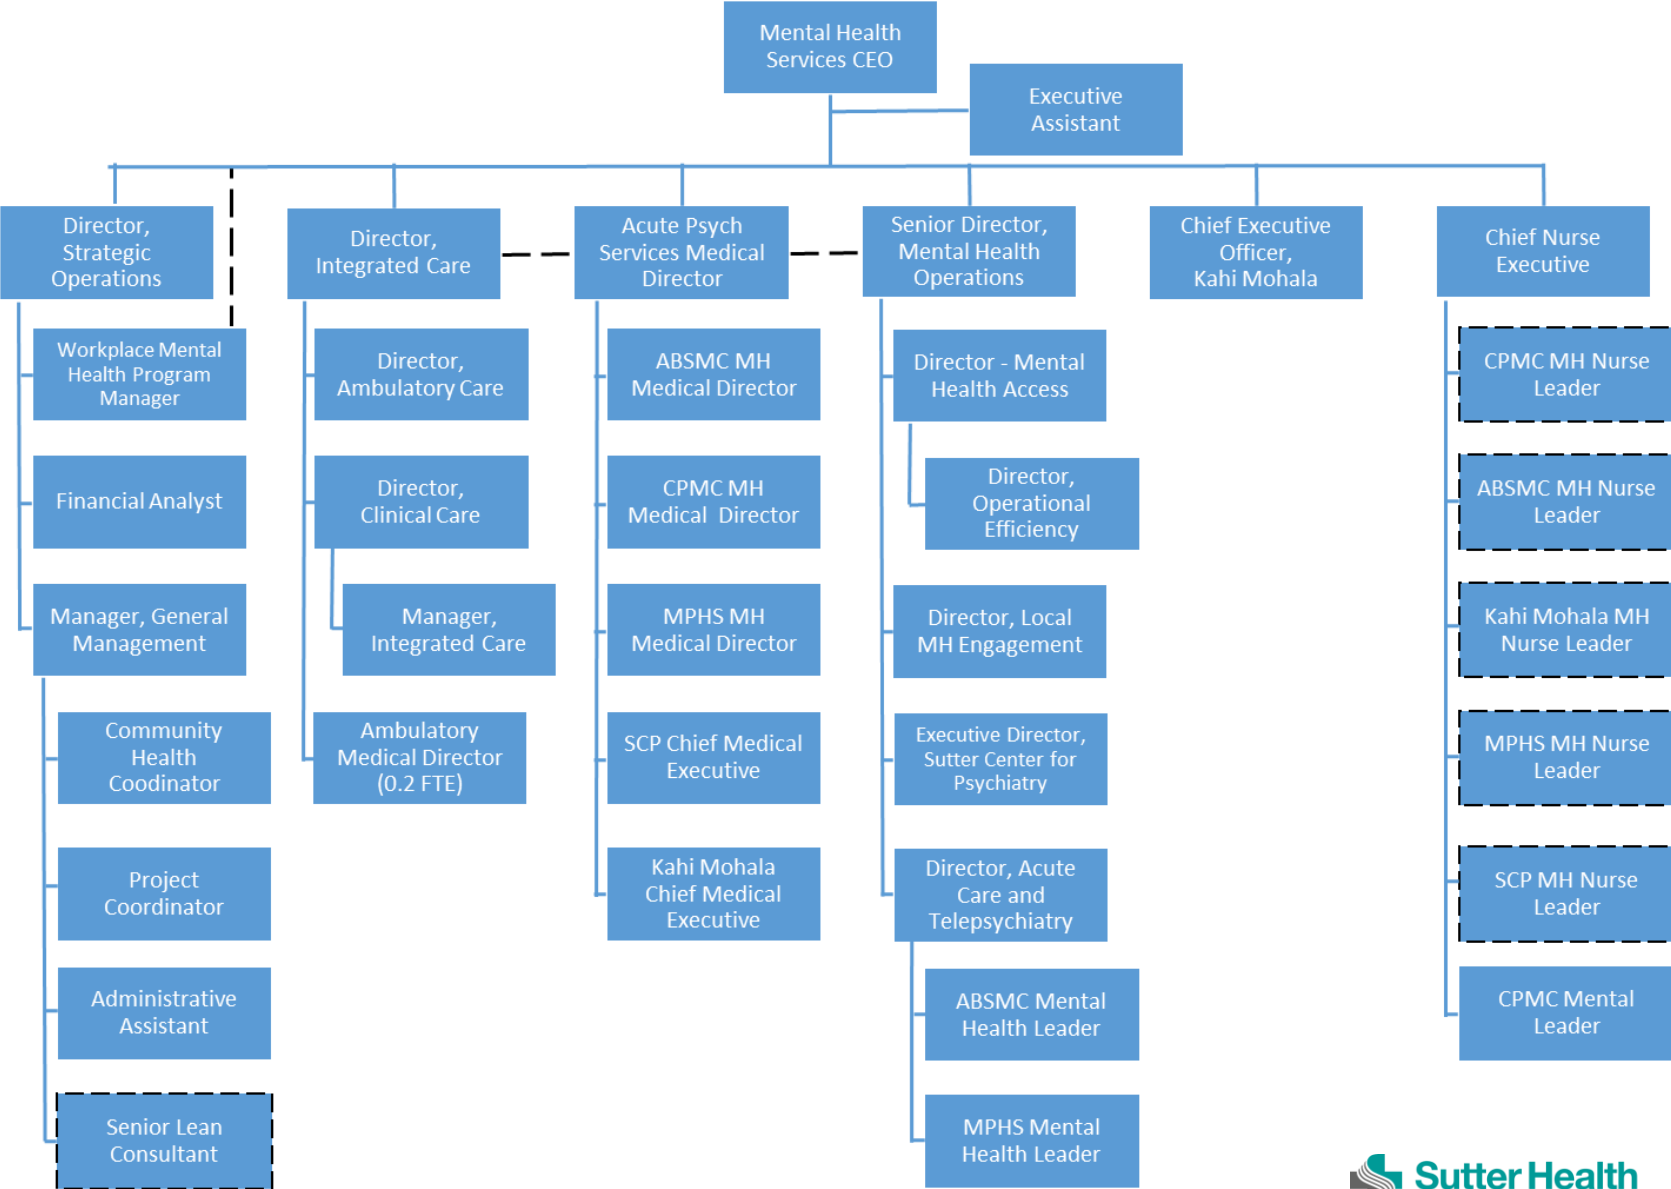 Mental Health
Services CEO
Executive
Assistant
Director,
Strategic
Operations
Workplace Mental
Health Program
Manager
Financial Analyst
Manager, General
Management
Community
Health
Coodinator
Project
Coordinator
Administrative
Assistant
Senior Lean
Consultant
Director,
Integrated Care
Director,
Ambulatory Care
Director,
Clinical Care
Manager,
Integrated Care
Ambulatory
Medical Director
(0.2 FTE)
Acute Psych
Services Medical
Director
ABSMC MH
Medical Director
CPMC MH
Medical Director
MPHS MH
Medical Director
SCP Chief Medical
Executive
Kahi Mohala
Chief Medical
Executive
Senior Director,
Mental Health
Operations
Director - Mental
Health Access
Director,
Operational
Efficiency
Director, Local
MH Engagement
Executive Director,
Sutter Center for
Psychiatry
Director, Acute
Care and
Telepsychiatry
ABSMC Mental
Health Leader
MPHS Mental
Health Leader
Chief Executive
Officer,
Kahi Mohala
Chief Nurse
Executive
CPMC MH Nurse
Leader
ABSMC MH Nurse
Leader
Kahi Mohala MH
Nurse Leader
MPHS MH Nurse
Leader
SCP MH Nurse
Leader
CPMC Mental
Leader
Sutter Health